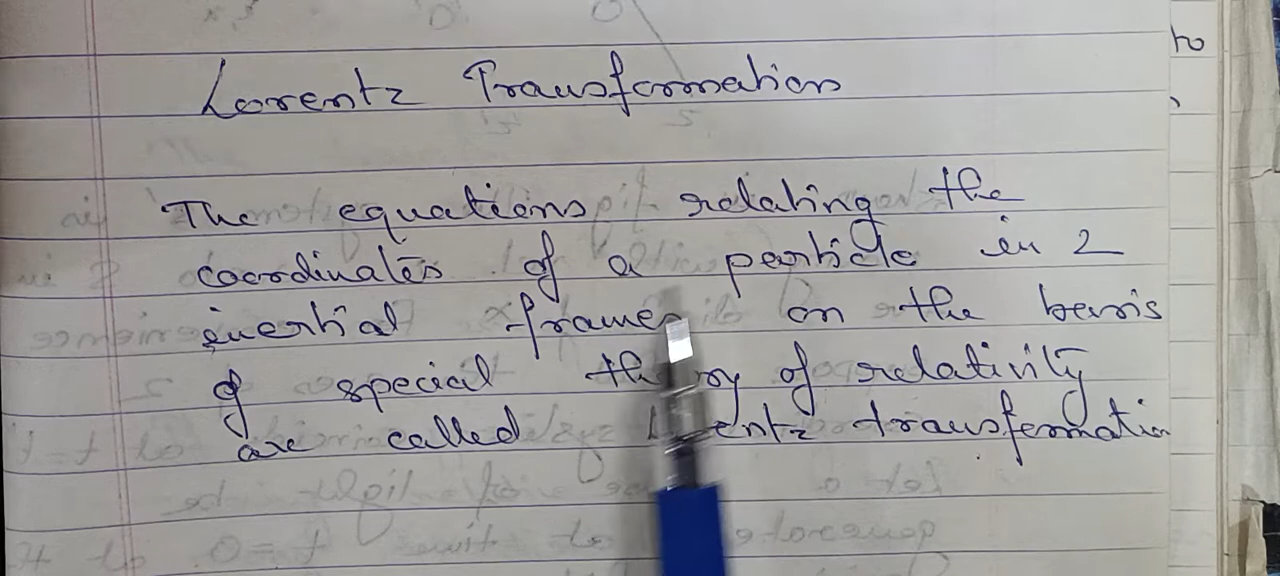 Lorentz Transformation
The equations relating the
coordinates of a particle in 2
inertial frames on the basis
of special theory of relativity
are called Lorentz transformation
to